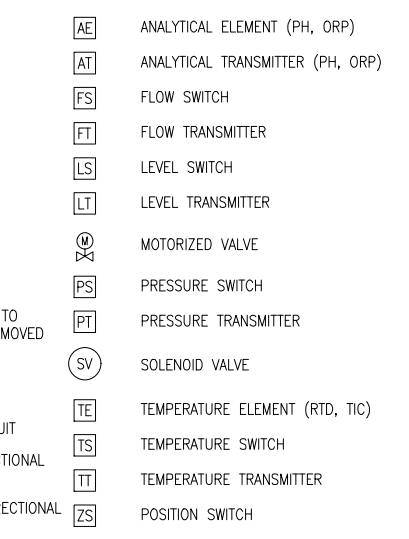 AE ANALYTICAL ELEMENT (PH, ORP)
AT ANALYTICAL TRANSMITTER (PH, ORP)
FS FLOW SWITCH
FT FLOW TRANSMITTER
LS LEVEL SWITCH
LT LEVEL TRANSMITTER
M MOTORIZED VALVE
PS PRESSURE SWITCH
TO
MOVED
PT PRESSURE TRANSMITTER
SV SOLENOID VALVE
TE TEMPERATURE ELEMENT (RTD, TIC)
UIT
TS TEMPERATURE SWITCH
CTIONAL
TT TEMPERATURE TRANSMITTER
RECTIONAL
ZS POSITION SWITCH